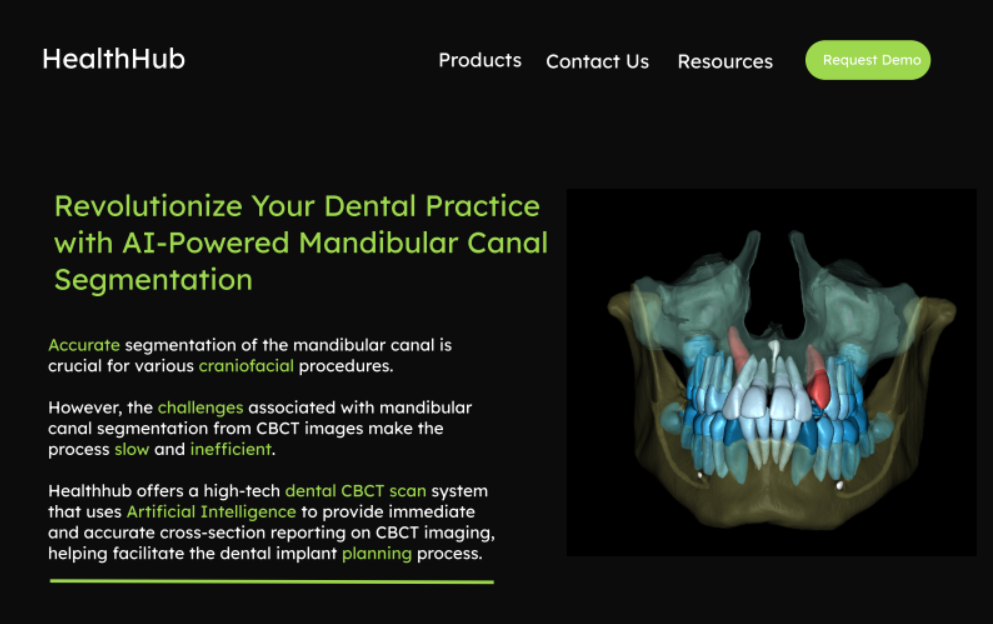 HealthHub
Products
Contact Us
Resources
Request Demo
Revolutionize Your Dental Practice
with AI-Powered Mandibular Canal
Segmentation
Accurate segmentation of the mandibular canal is
crucial for various craniofacial procedures.
However, the challenges associated with mandibular
canal segmentation from CBCT images make the
process slow and inefficient.
Healthhub offers a high-tech dental CBCT scan system
that uses Artificial Intelligence to provide immediate
and accurate cross-section reporting on CBCT imaging,
helping facilitate the dental implant planning process.